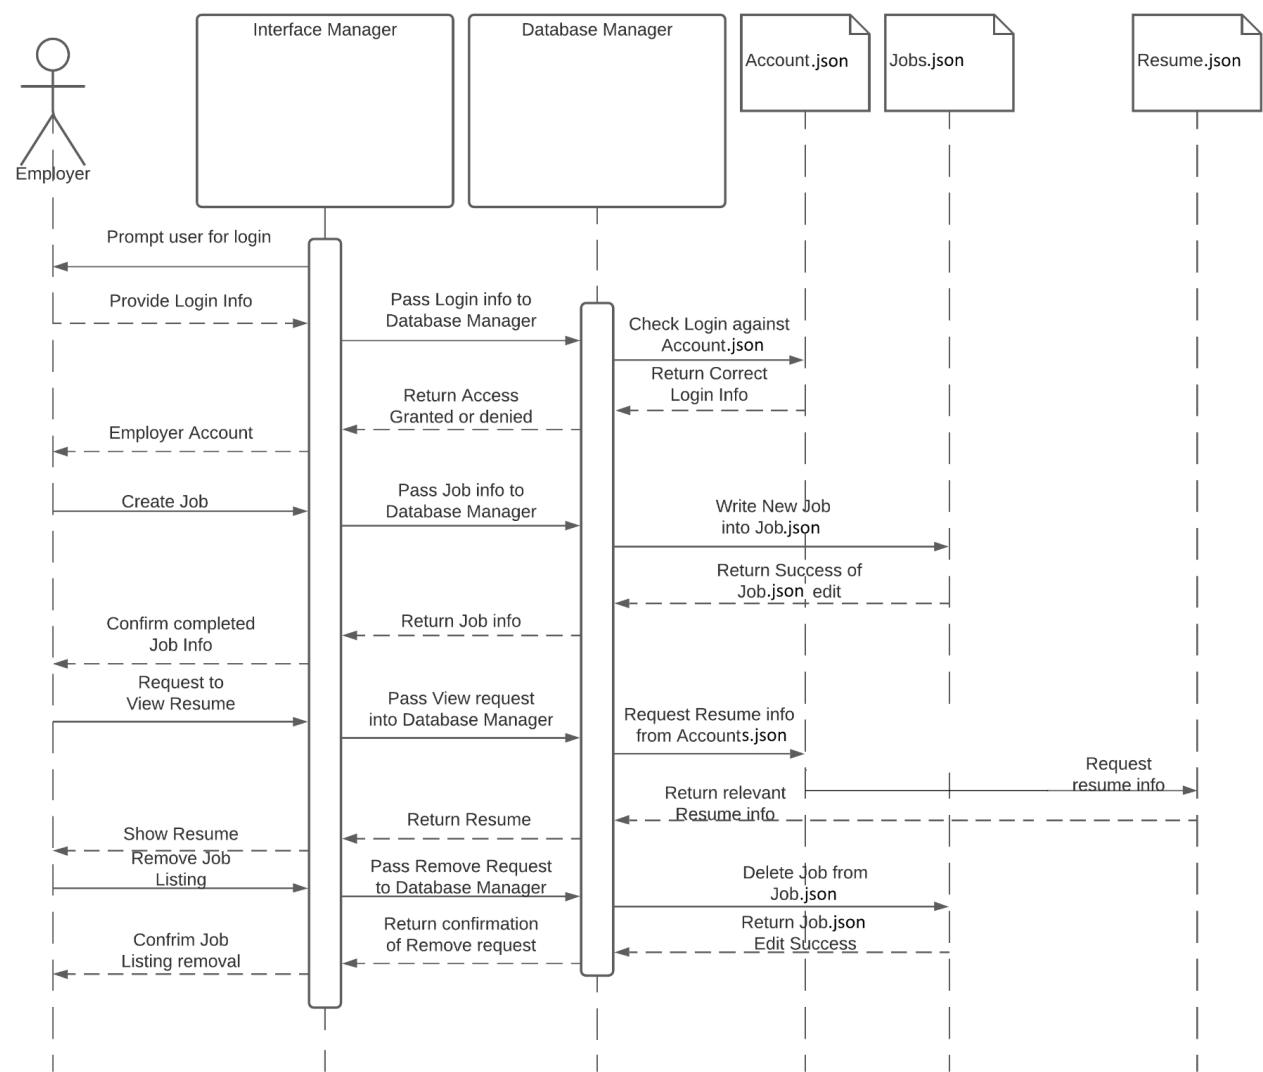 Interface Manager
Database Manager
Account.json
Jobs.json
Resume.json
Employer
Prompt user for login
Provide Login Info
Pass Login info to
Database Manager
Check Login against
Account.json
Return Correct
Login Info
Return Access
Granted or denied
Employer Account
Create Job
Pass Job info to
Database Manager
Write New Job
into Job.json
Return Success of
Job.json edit
Return Job info
Confirm completed
Job Info
Request to
View Resume
Pass View request
into Database Manager
Request Resume info
from Accounts.json
Request
resume info
Return relevant
Resume info
Return Resume
Show Resume
Remove Job
Listing
Pass Remove Request
to Database Manager
Delete Job from
Job.json
Return Job.json
Edit Success
Return confirmation
of Remove request
Confrim Job
Listing removal